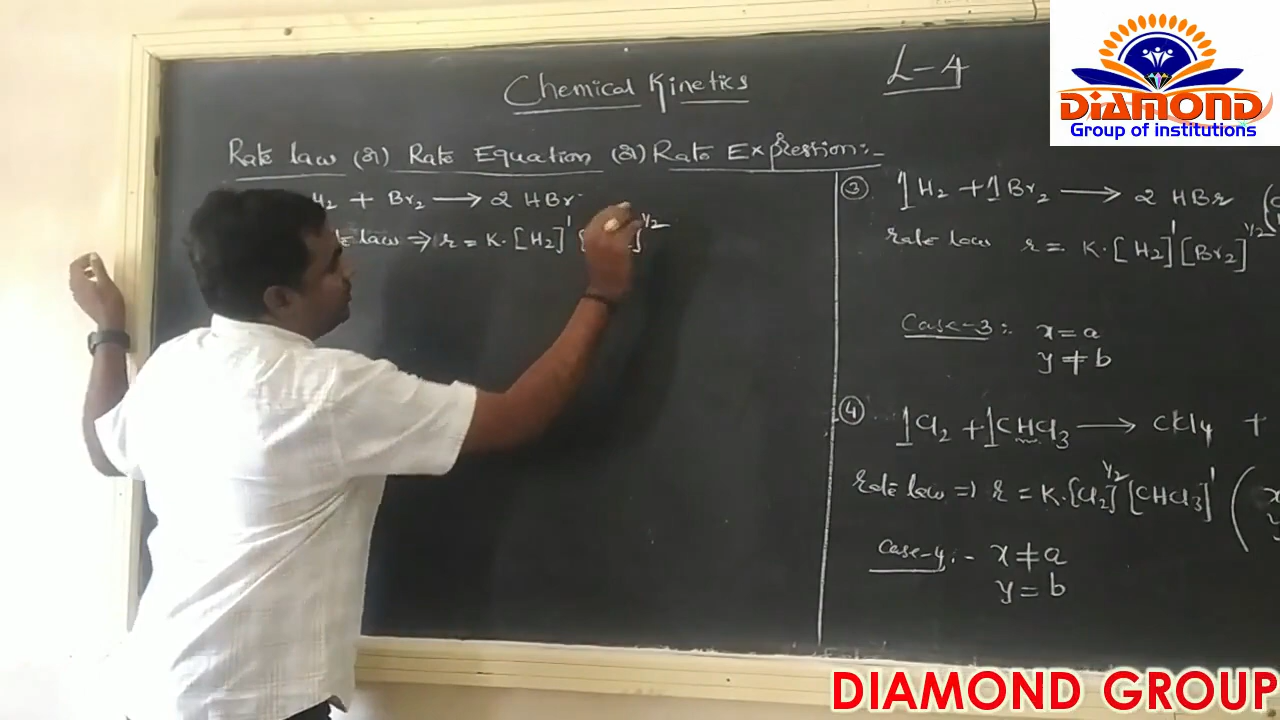 Chemical Kinetics
L-4
DIAMOND
Group of institutions
Rate law (or) Rate Equation (or) Rate Expression:-
H2 + Br2 → 2 HBr
law ⇒ r = K. [H2]^1 ]^1/2
③ 1H2 + 1Br2 → 2 HBr
rate law r = K. [H2]^1 [Br2]^1/2
Case-3:- x = a
y ≠ b
④ 1Cl2 + 1CHCl3 → CCl4 +
rate law ⇒ r = K.[Cl2]^1/2 [CHCl3]^1 (
Case-4:- x ≠ a
y = b
DIAMOND GROUP